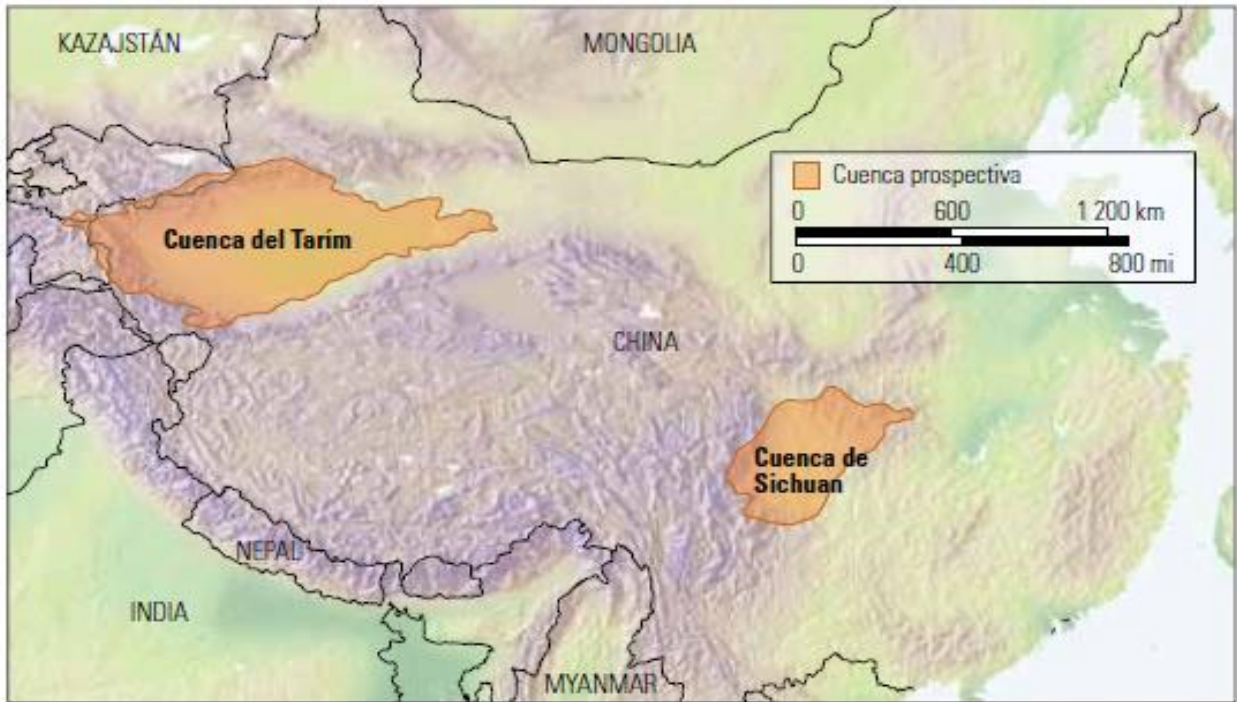 KAZAJSTÁN
MONGOLIA
Cuenca prospectiva
0 600 1 200 km
0 400 800 mi
Cuenca del Tarim
CHINA
Cuenca de
Sichuan
NEPAL
INDIA
MYANMAR